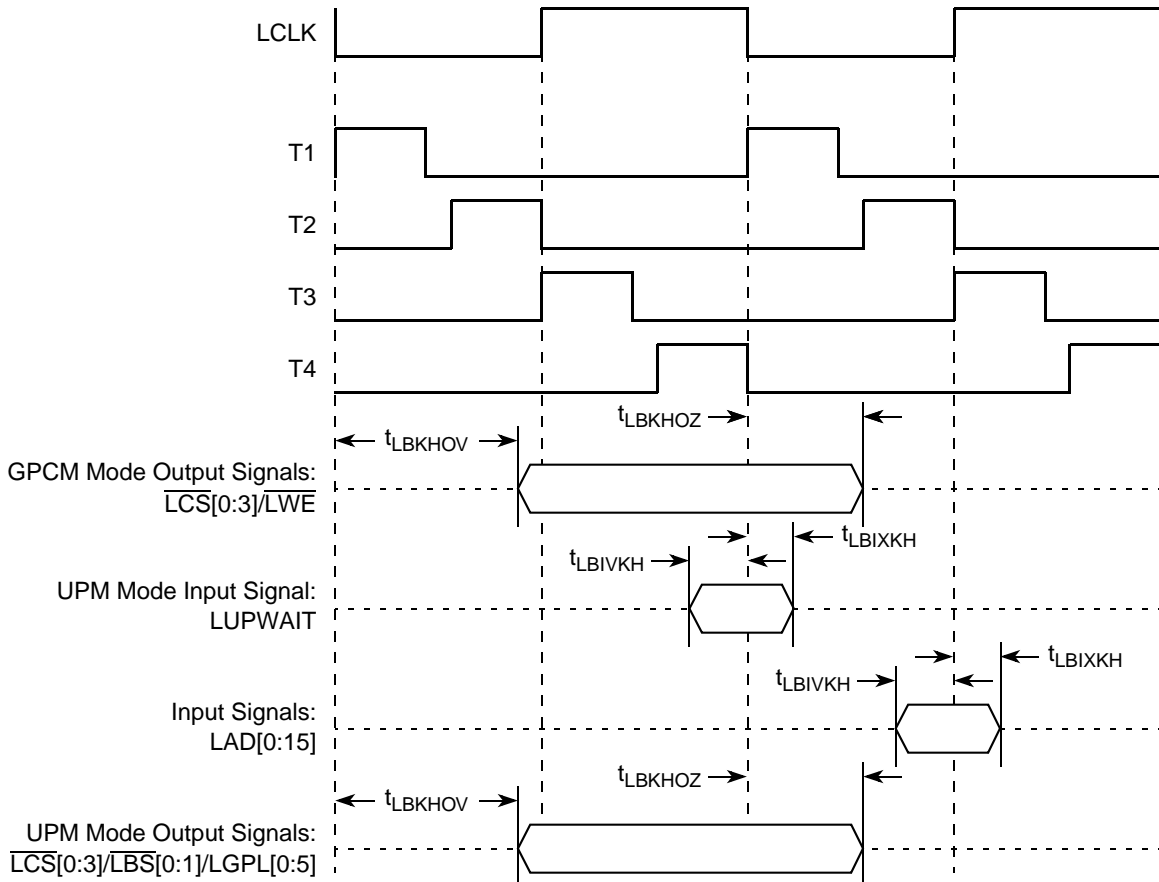 LCLK
T1
T2
T3
T4
tLBKHOZ
tLBKHOV
GPCM Mode Output Signals:
LCS[0:3]/LWE
tLBIXKH
tLBIVKH
UPM Mode Input Signal:
LUPWAIT
tLBIXKH
tLBIVKH
Input Signals:
LAD[0:15]
tLBKHOZ
tLBKHOV
UPM Mode Output Signals:
LCS[0:3]/LBS[0:1]/LGPL[0:5]